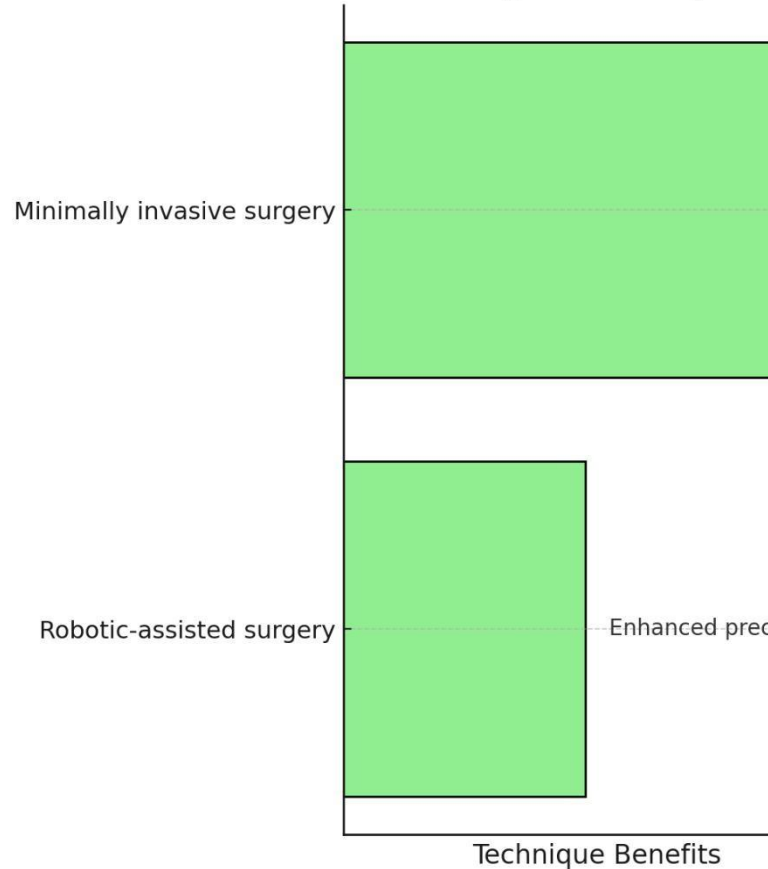 Minimally invasive surgery
Robotic-assisted surgery
Enhanced
Technique Benefits